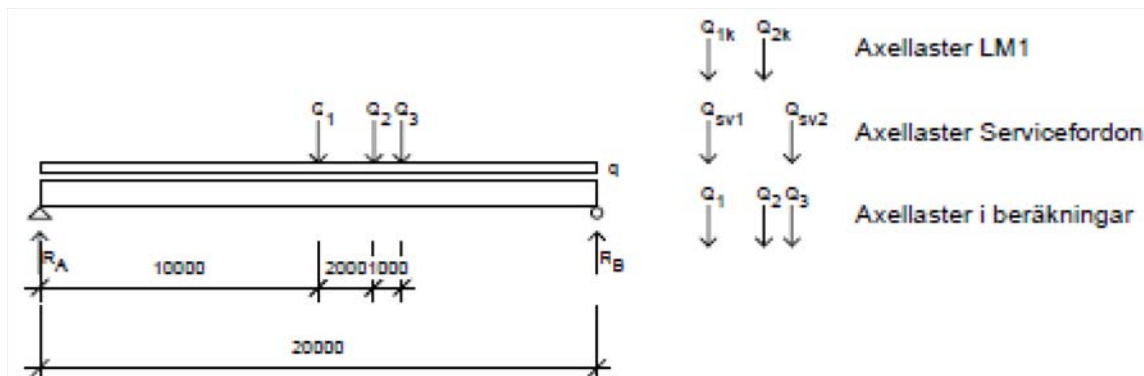 Q1k Q2k Axellaster LM1
Q1 Q2 Q3
Qsv1 Qsv2 Axellaster Servicefordon
q
Q1 Q2 Q3 Axellaster i beräkningar
RA RB
10000 2000 1000
20000